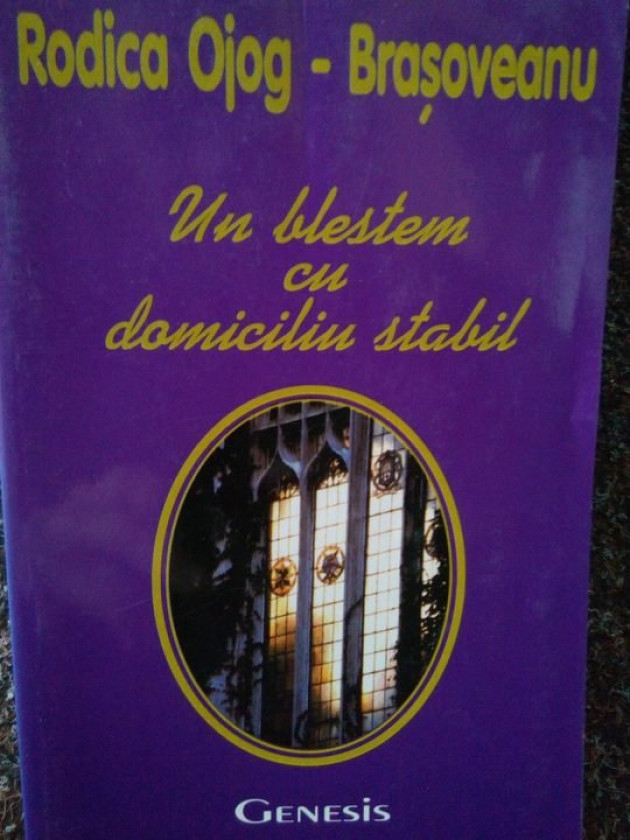 Rodica Ojog - Brașoveanu
Un blestem
cu
domiciliu stabil
GENESIS